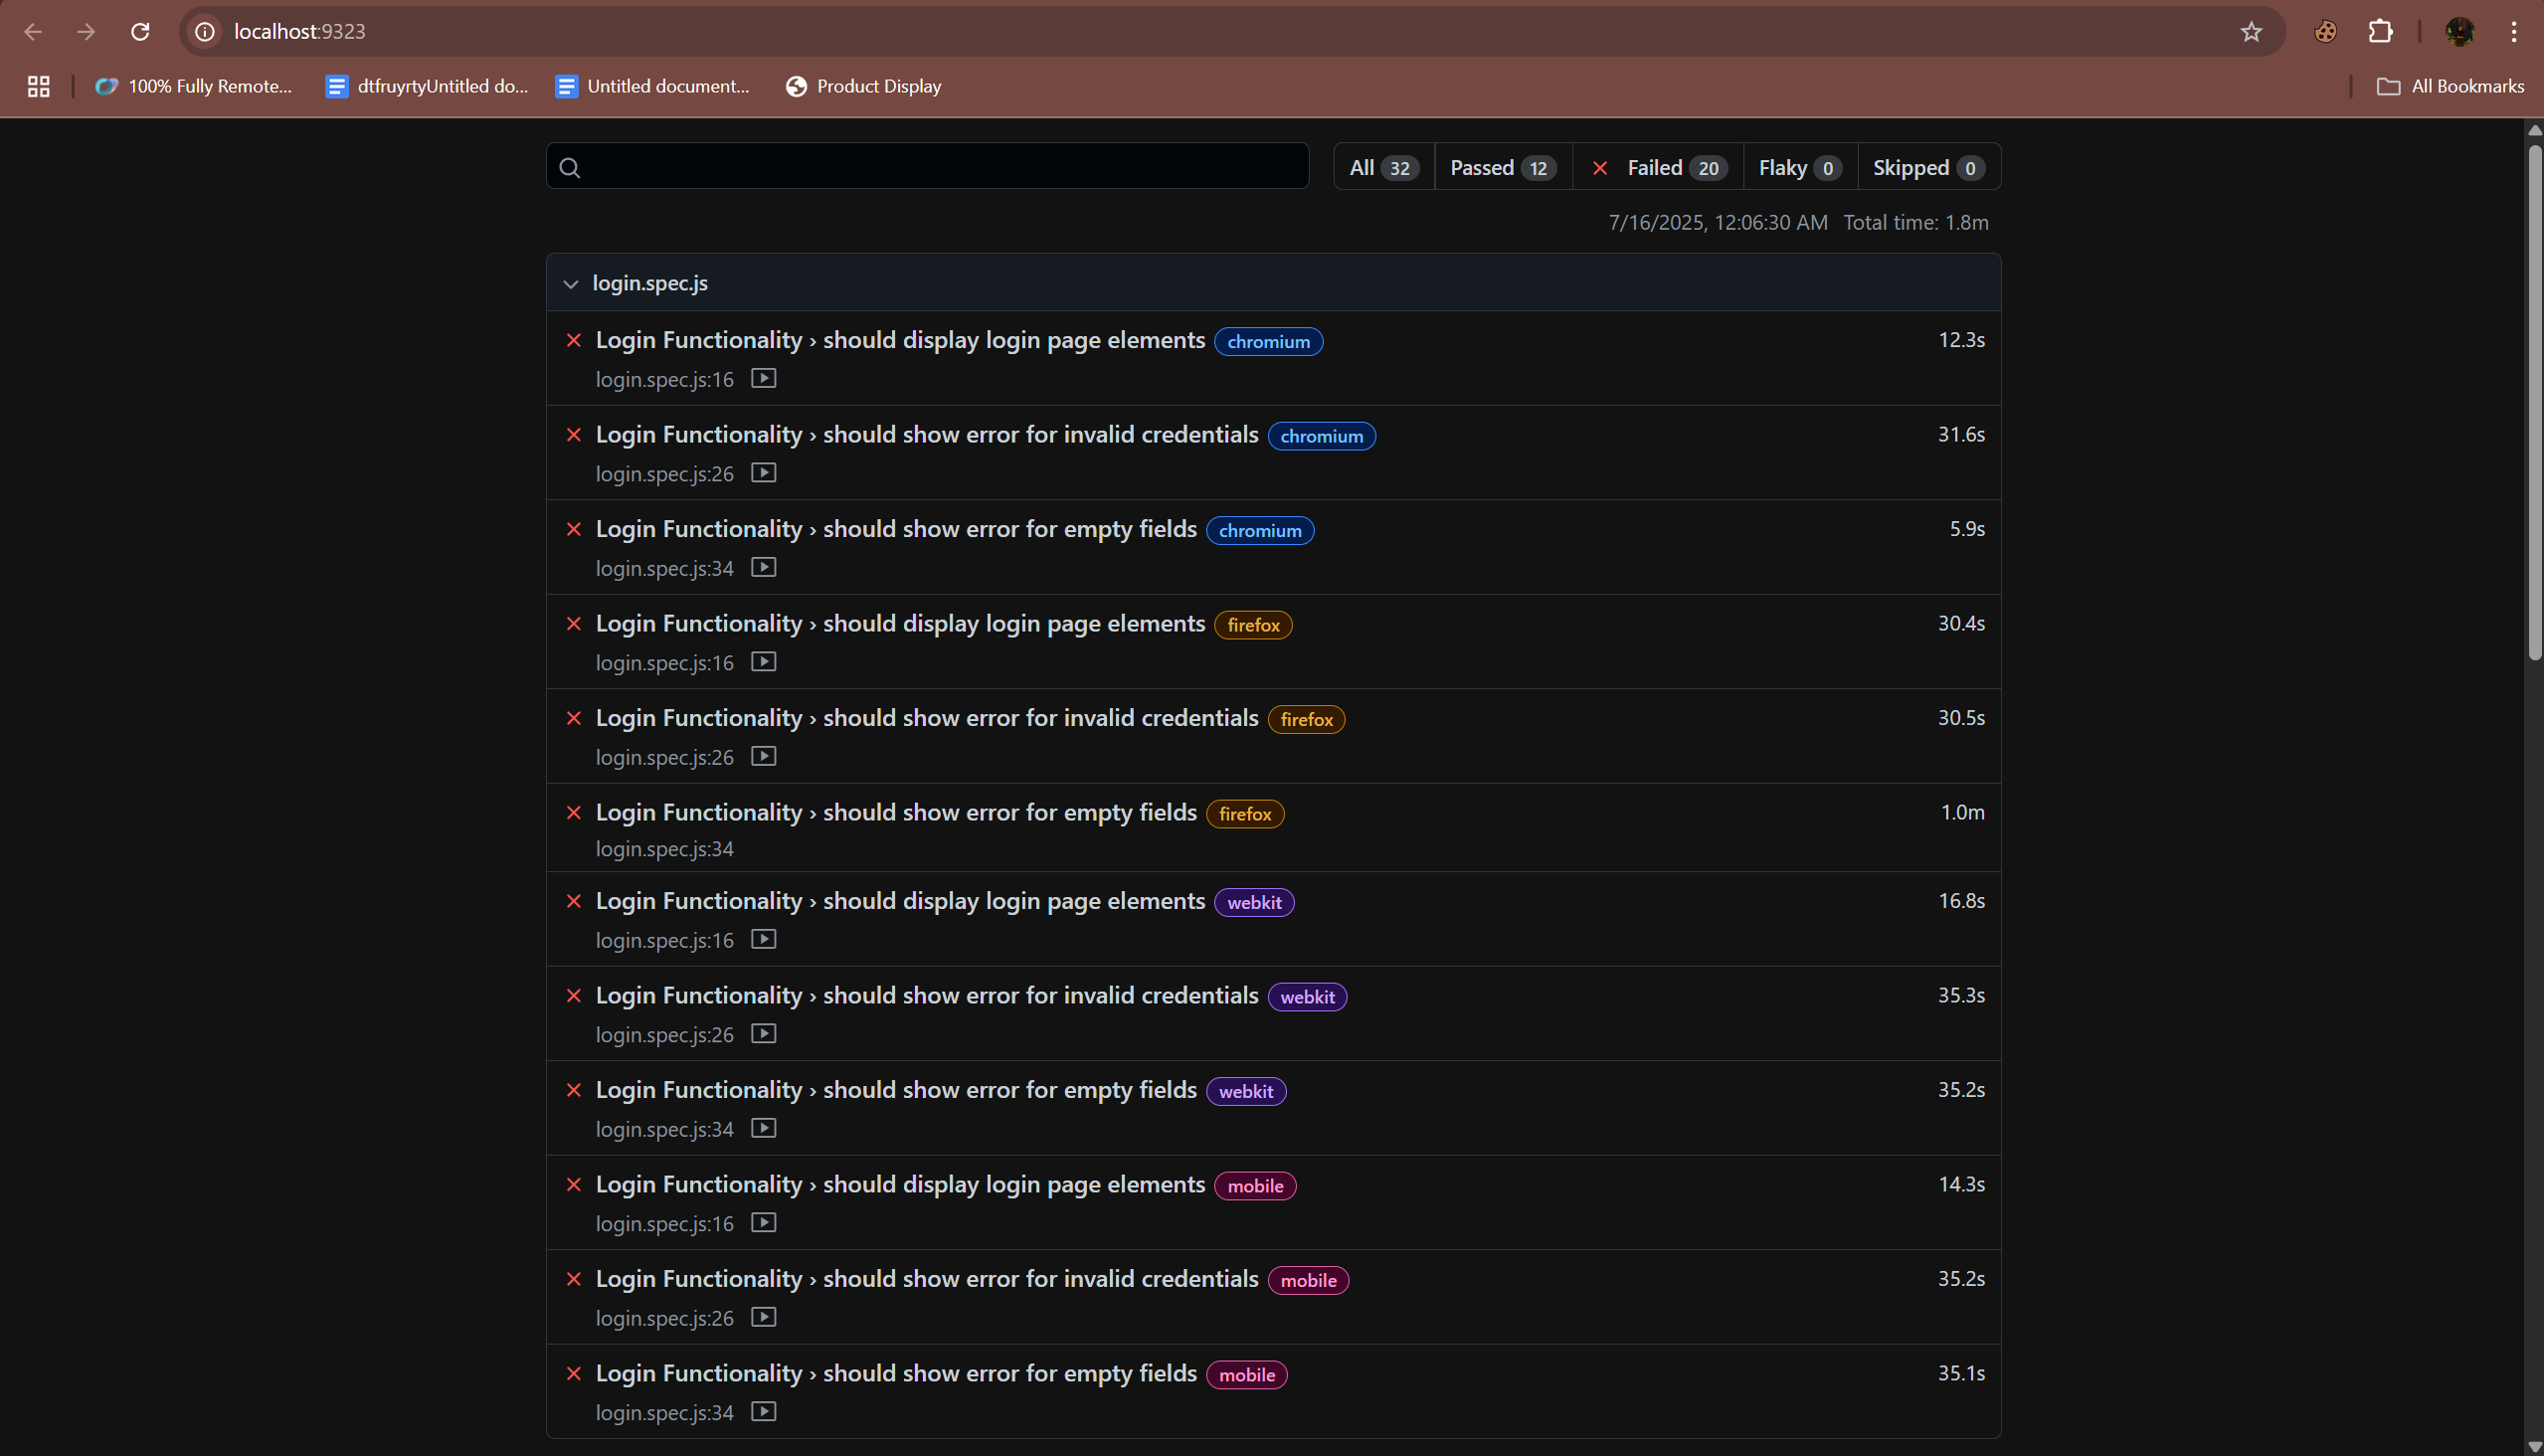 localhost:9323
100% Fully Remote... dtfruyrtyUntitled do... Untitled document... Product Display All Bookmarks
All 32 Passed 12 Failed 20 Flaky 0 Skipped 0
7/16/2025, 12:06:30 AM Total time: 1.8m
login.spec.js
Login Functionality › should display login page elements chromium 12.3s
login.spec.js:16
Login Functionality › should show error for invalid credentials chromium 31.6s
login.spec.js:26
Login Functionality › should show error for empty fields chromium 5.9s
login.spec.js:34
Login Functionality › should display login page elements firefox 30.4s
login.spec.js:16
Login Functionality › should show error for invalid credentials firefox 30.5s
login.spec.js:26
Login Functionality › should show error for empty fields firefox 1.0m
login.spec.js:34
Login Functionality › should display login page elements webkit 16.8s
login.spec.js:16
Login Functionality › should show error for invalid credentials webkit 35.3s
login.spec.js:26
Login Functionality › should show error for empty fields webkit 35.2s
login.spec.js:34
Login Functionality › should display login page elements mobile 14.3s
login.spec.js:16
Login Functionality › should show error for invalid credentials mobile 35.2s
login.spec.js:26
Login Functionality › should show error for empty fields mobile 35.1s
login.spec.js:34